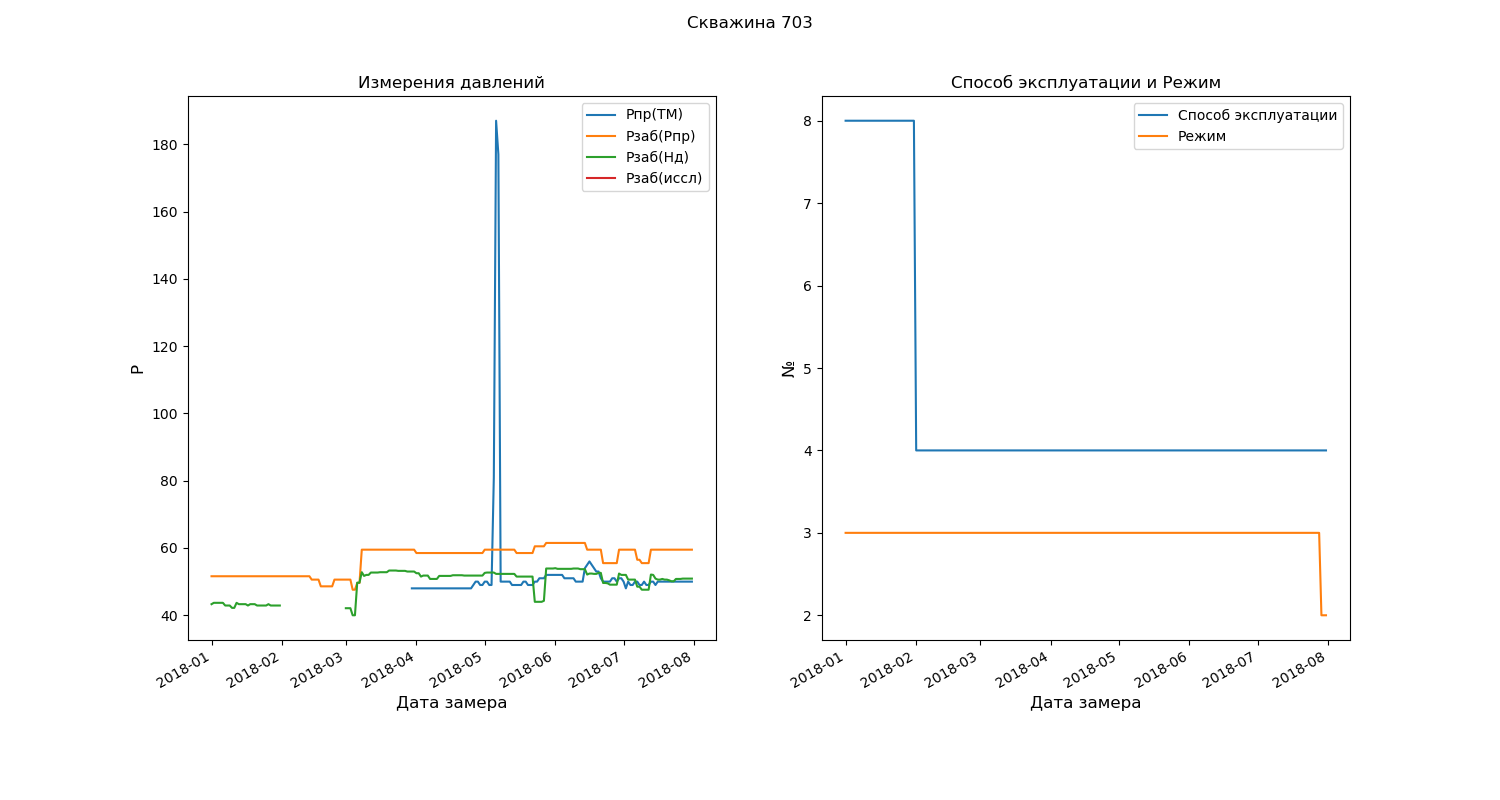 Скважина 703
Измерения давлений
Рпр(ТМ)
Рзаб(Рпр)
Рзаб(Нд)
Рзаб(иссл)
180
160
140
120
100
80
60
40
Р
2018-01
2018-02
2018-03
2018-04
2018-05
2018-06
2018-07
2018-08
Дата замера
Способ эксплуатации и Режим
Способ эксплуатации
Режим
8
7
6
5
4
3
2
№
2018-01
2018-02
2018-03
2018-04
2018-05
2018-06
2018-07
2018-08
Дата замера